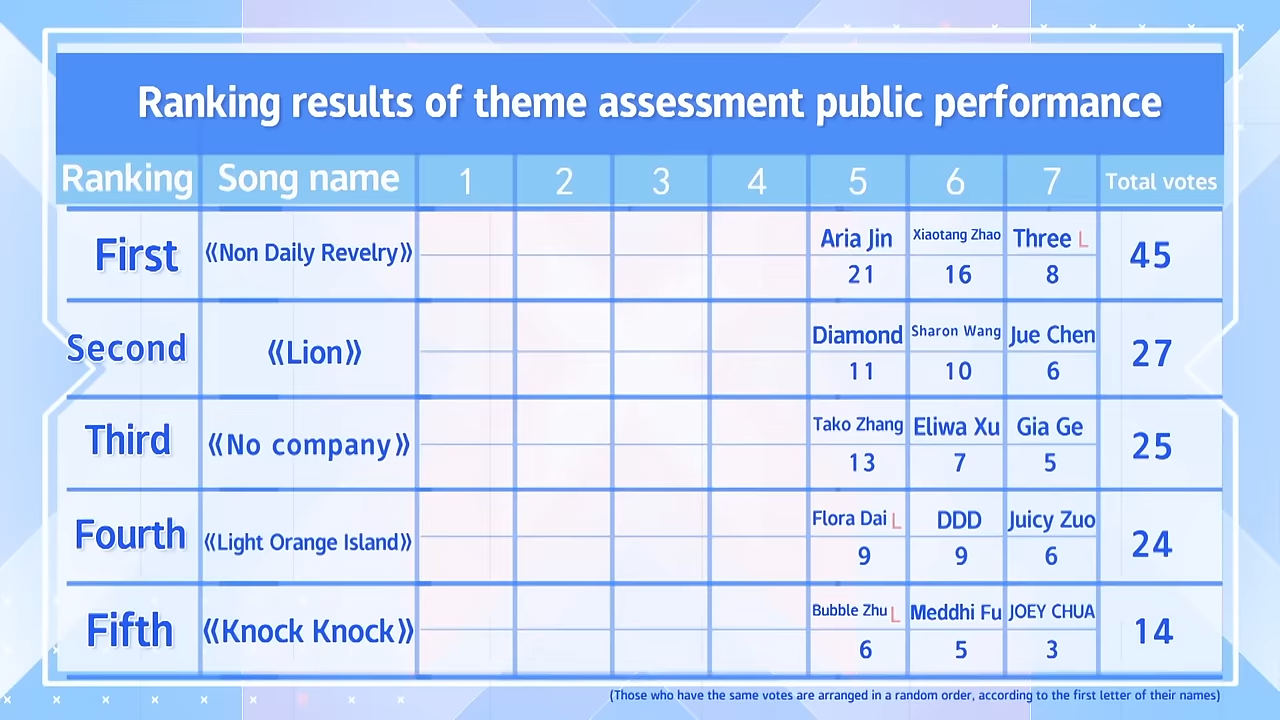 Ranking results of theme assessment public performance
Ranking Song name 1 2 3 4 5 6 7 Total votes
First 《Non Daily Revelry》 Aria Jin Xiaotang Zhao Three L 45
21 16 8
Second 《Lion》 Diamond Sharon Wang Jue Chen 27
11 10 6
Third 《No company》 Tako Zhang Eliwa Xu Gia Ge 25
13 7 5
Fourth 《Light Orange Island》 Flora Dai L DDD Juicy Zuo 24
9 9 6
Fifth 《Knock Knock》 Bubble Zhu L Meddhi Fu JOEY CHUA 14
6 5 3
(Those who have the same votes are arranged in a random order, according to the first letter of their names)